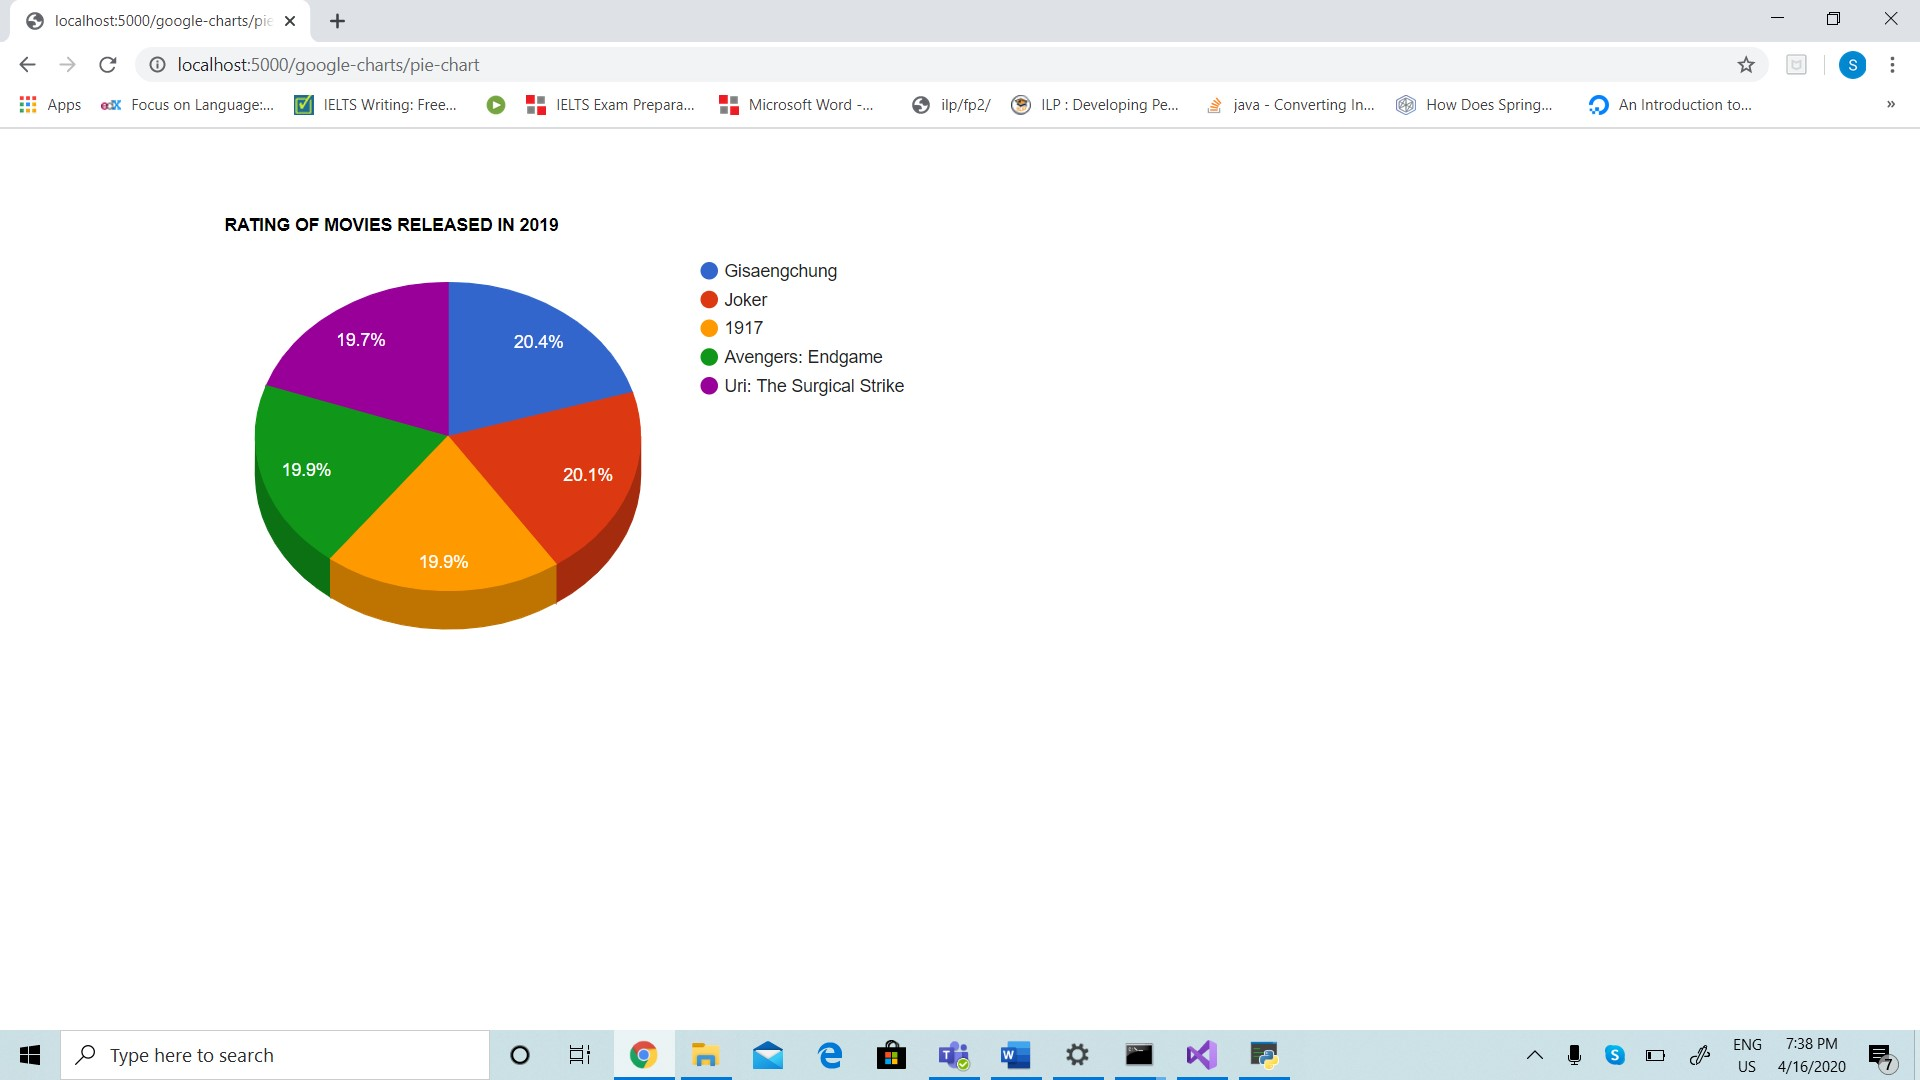 localhost:5000/google-charts/pie
localhost:5000/google-charts/pie-chart
S
Apps
edX Focus on Language:...
IELTS Writing: Free...
IELTS Exam Prepara...
Microsoft Word -...
ilp/fp2/
ILP : Developing Pe...
java - Converting In...
How Does Spring...
An Introduction to...
»
RATING OF MOVIES RELEASED IN 2019
Gisaengchung
Joker
1917
Avengers: Endgame
Uri: The Surgical Strike
19.7%
20.4%
19.9%
20.1%
19.9%
Type here to search
ENG
US
7:38 PM
4/16/2020
7